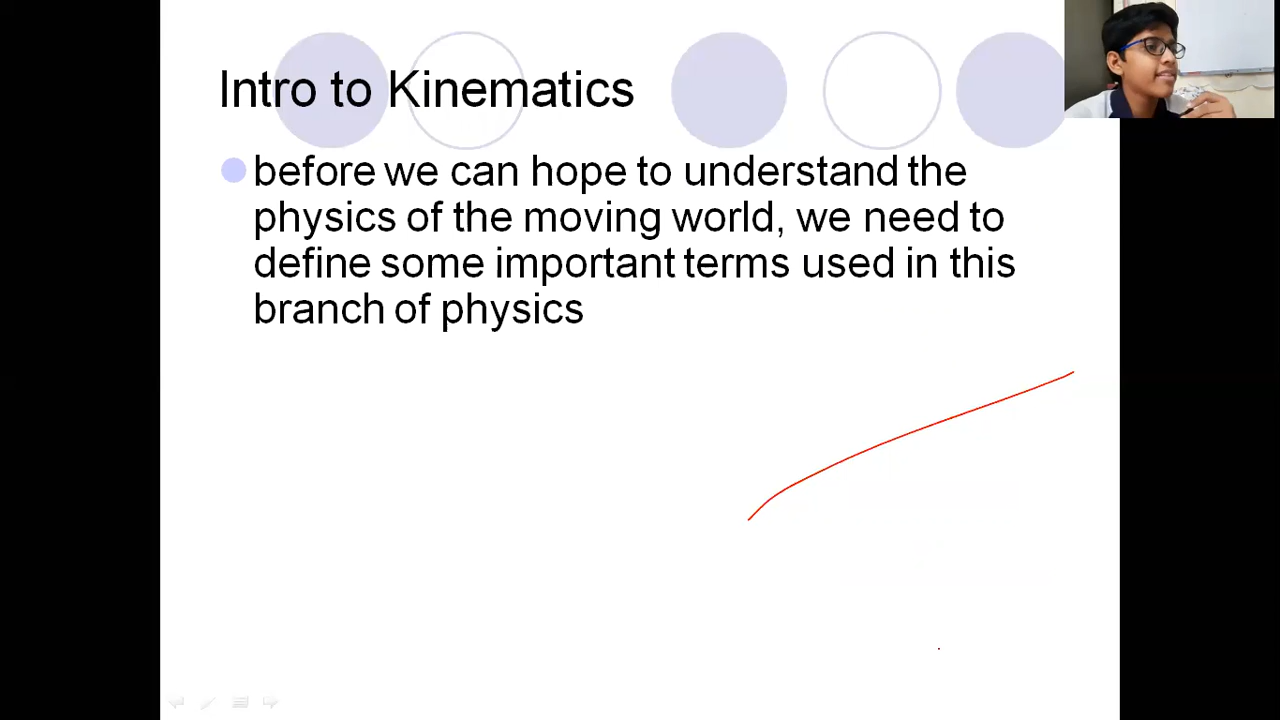 Intro to Kinematics
before we can hope to understand the
physics of the moving world, we need to
define some important terms used in this
branch of physics